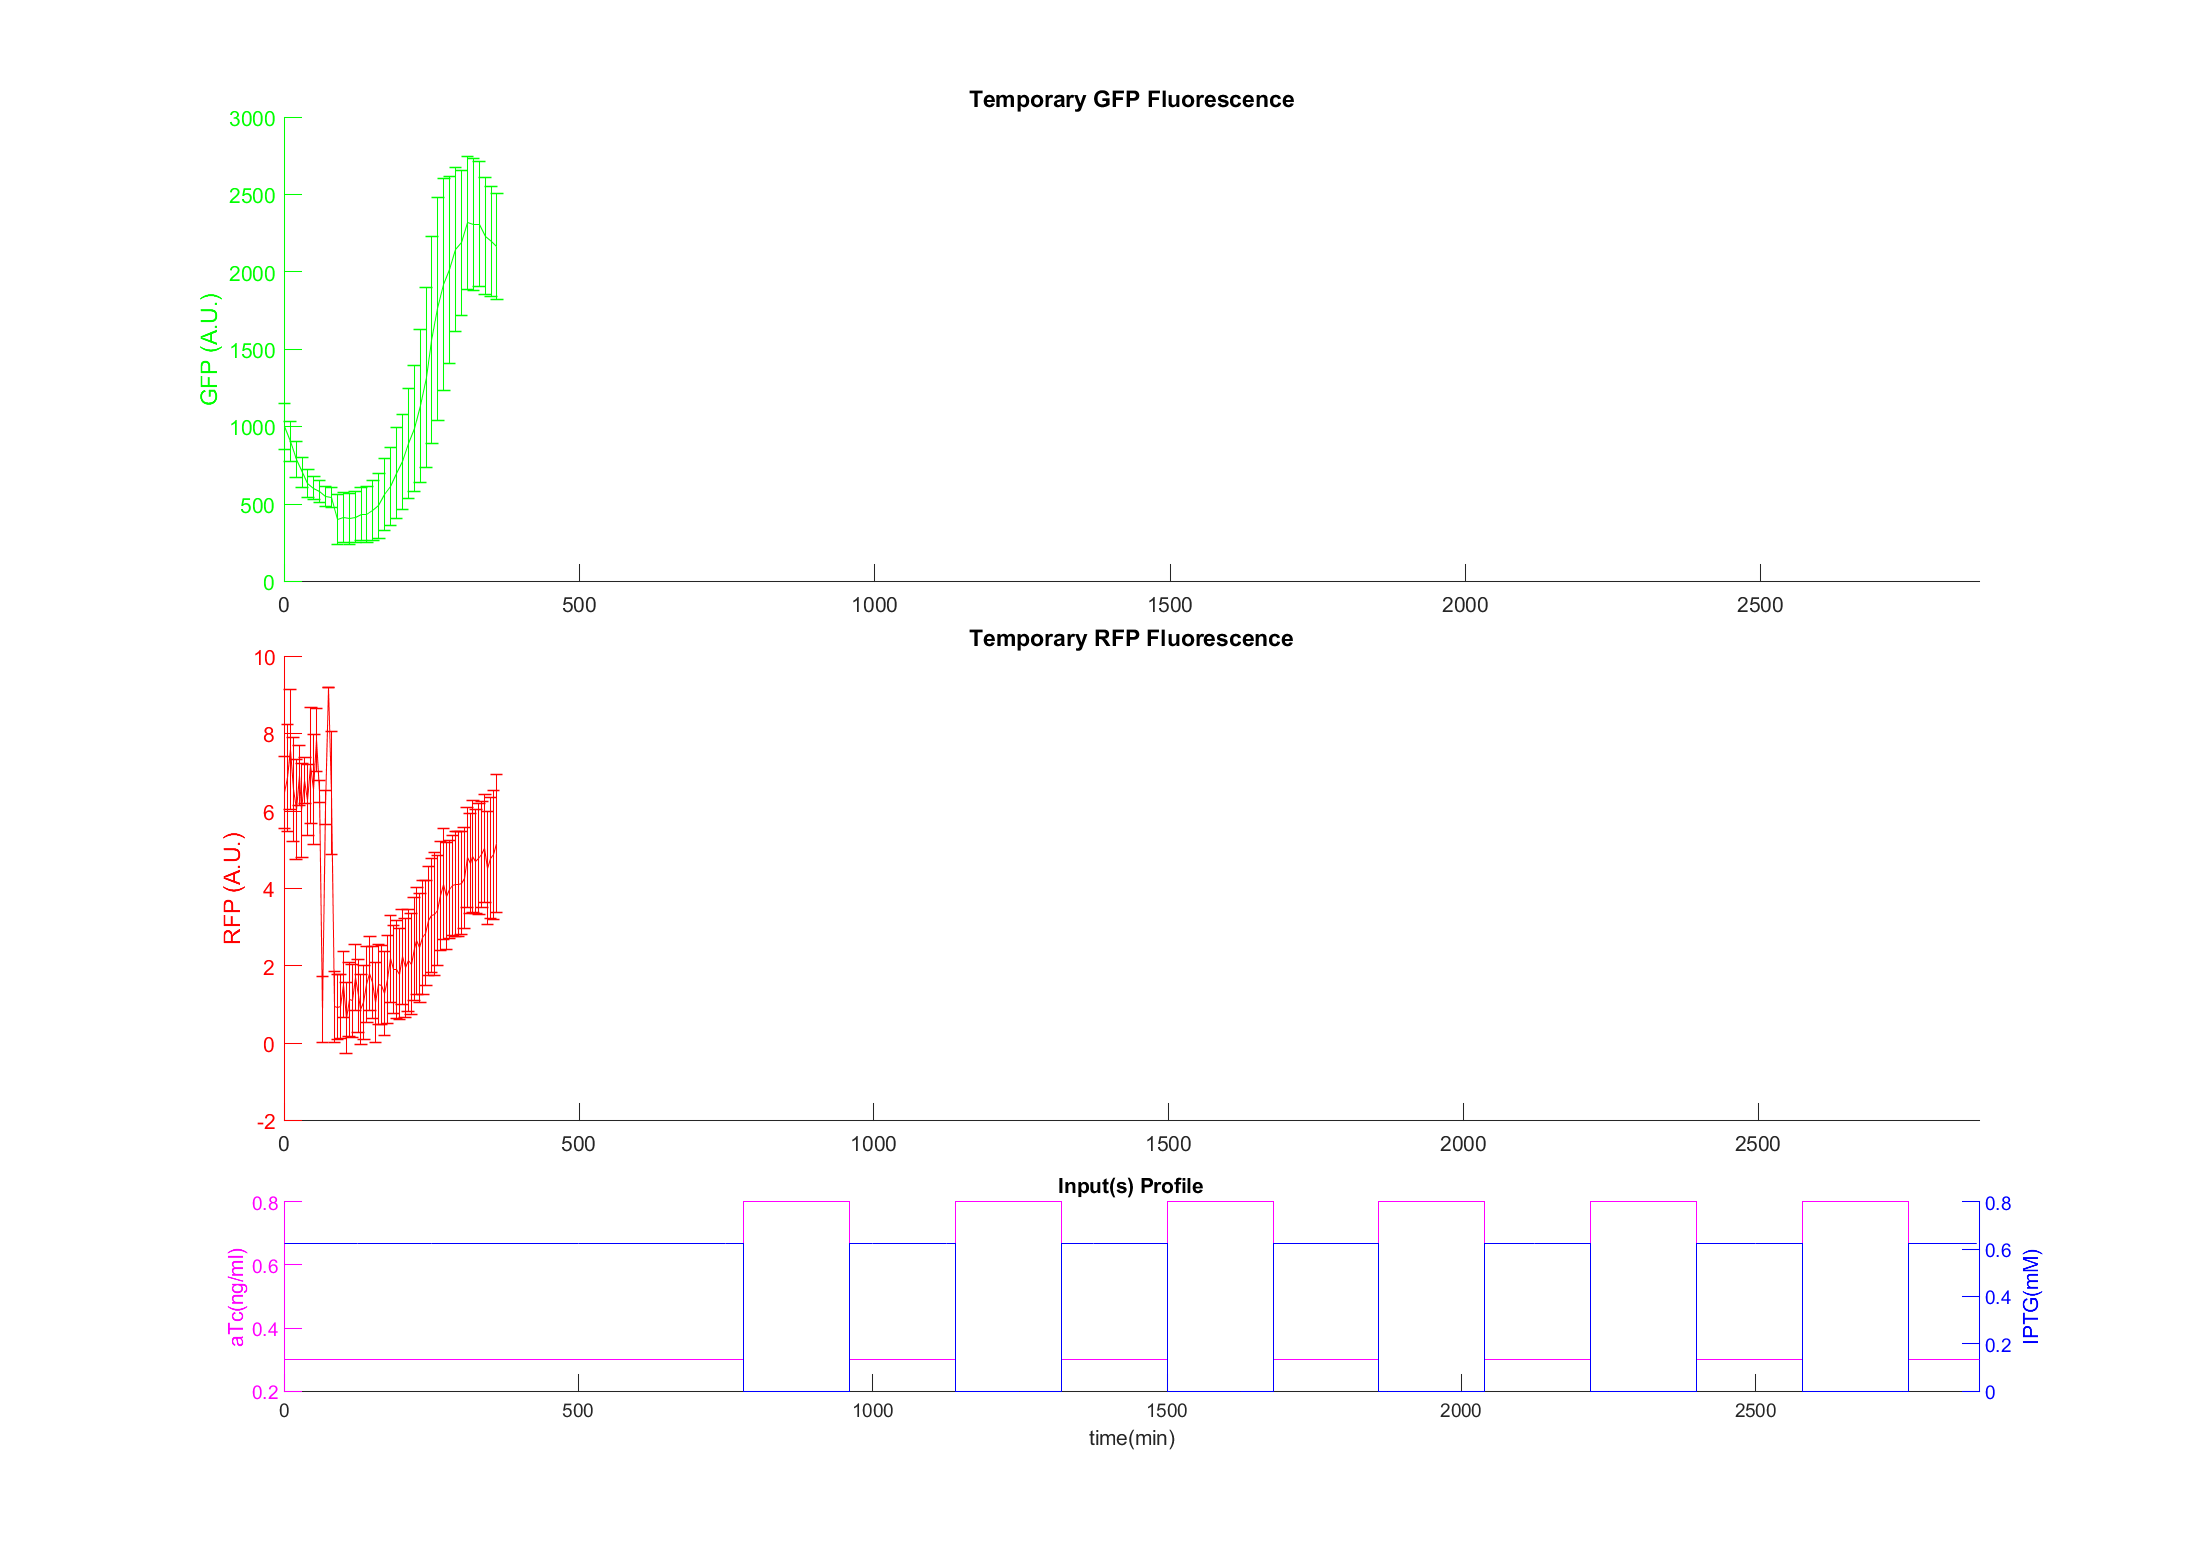 Temporary GFP Fluorescence
GFP (A.U.)
3000
2500
2000
1500
1000
500
0
0 500 1000 1500 2000 2500
Temporary RFP Fluorescence
RFP (A.U.)
10
8
6
4
2
0
-2
0 500 1000 1500 2000 2500
Input(s) Profile
aTc(ng/ml)
0.8
0.6
0.4
0.2
IPTG(mM)
0.8
0.6
0.4
0.2
0
0 500 1000 1500 2000 2500
time(min)